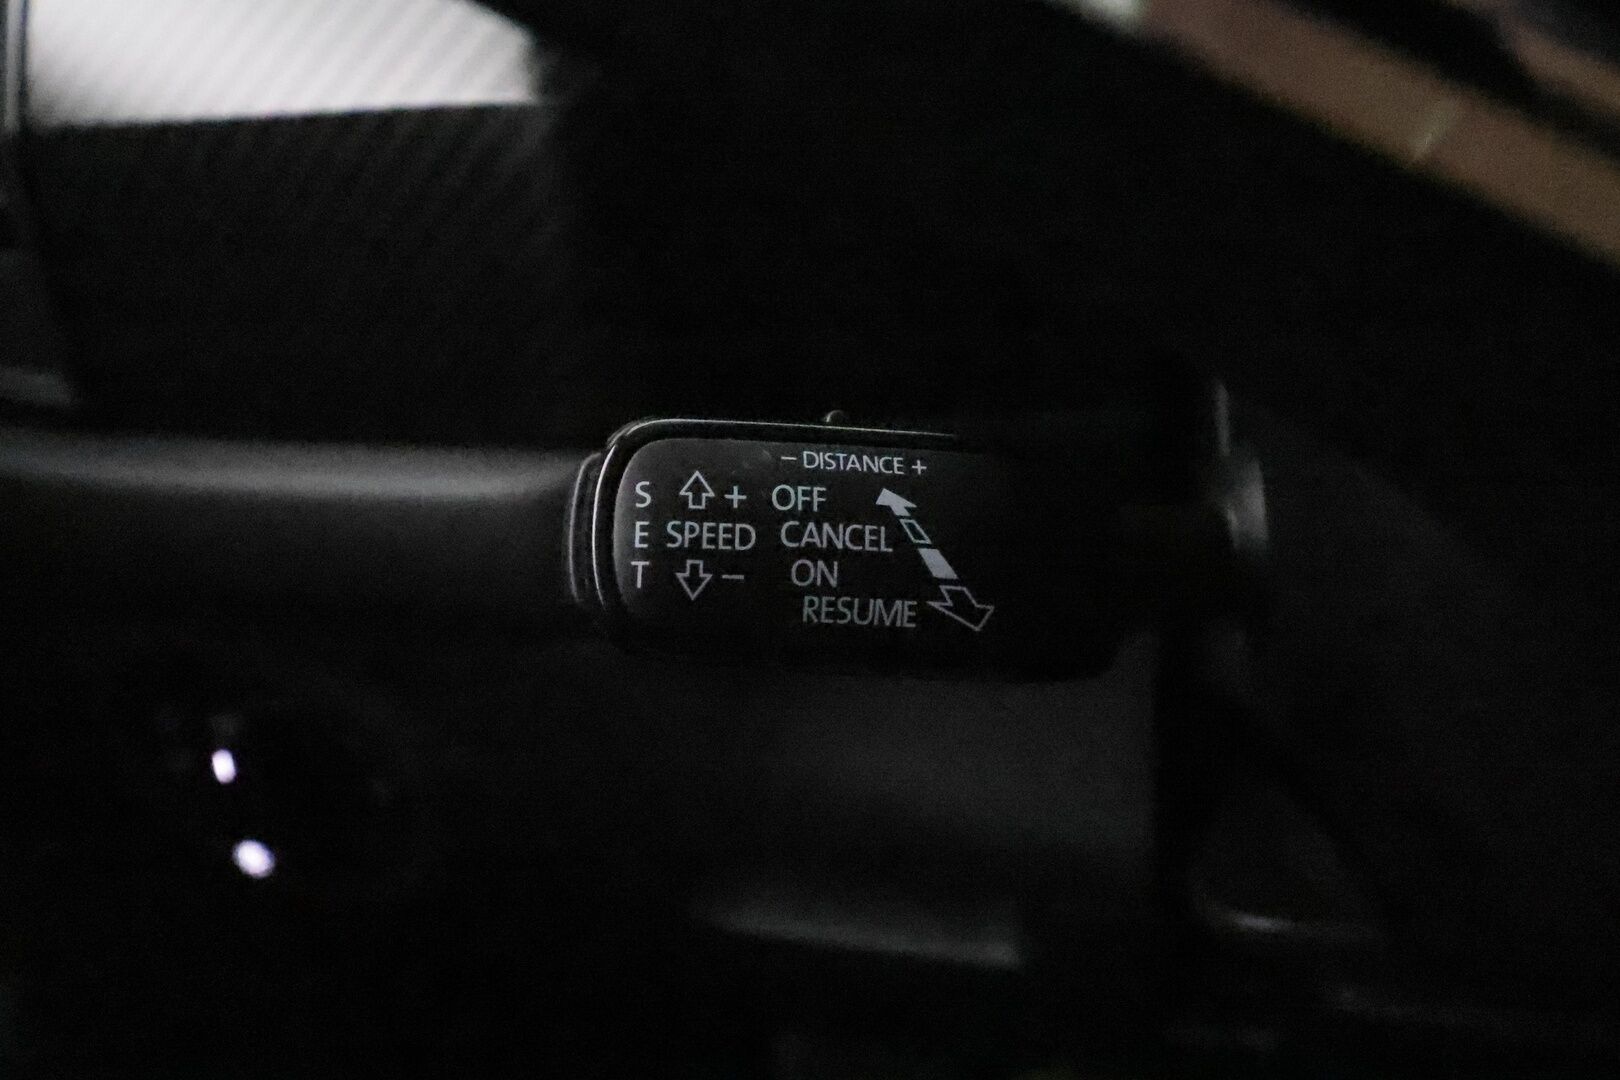 − DISTANCE +
S + OFF
E SPEED CANCEL
T − ON
RESUME